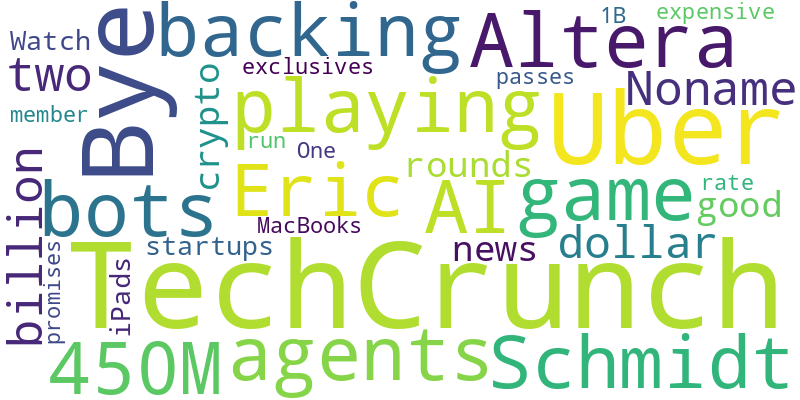 Watch
two
member
Bye
backing
Altera
1B
expensive
exclusives
passes
Noname
crypto
playing
Uber
run
One
rounds
Eric
AI
game
rate
good
bots
MacBooks
billion
promises
iPads
startups
news
dollar
TechCrunch
450M
agents
Schmidt